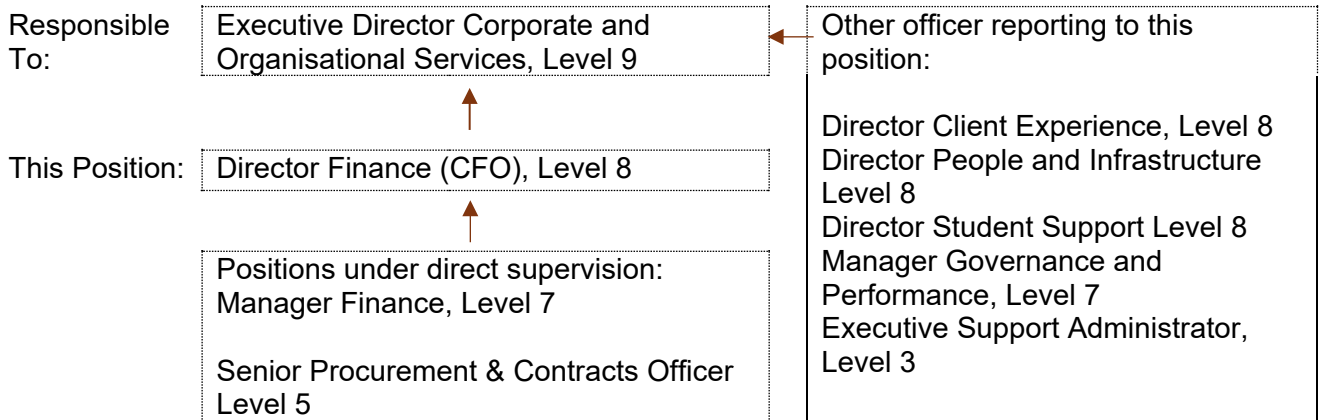 Responsible
To:
Executive Director Corporate and
Organisational Services, Level 9
Other officer reporting to this
position:
Director Client Experience, Level 8
Director People and Infrastructure
Level 8
Director Student Support Level 8
Manager Governance and
Performance, Level 7
Executive Support Administrator,
Level 3
This Position:
Director Finance (CFO), Level 8
Positions under direct supervision:
Manager Finance, Level 7
Senior Procurement & Contracts Officer
Level 5